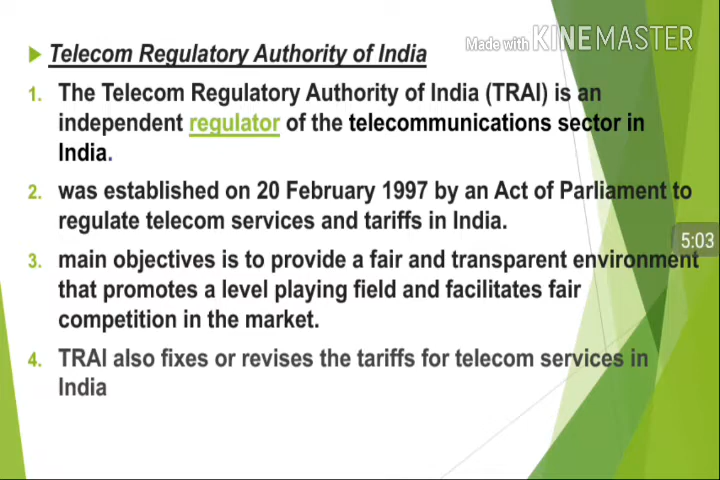 Telecom Regulatory Authority of India
Made with KINEMASTER
1. The Telecom Regulatory Authority of India (TRAI) is an
independent regulator of the telecommunications sector in
India.
2. was established on 20 February 1997 by an Act of Parliament to
regulate telecom services and tariffs in India.
5:03
3. main objectives is to provide a fair and transparent environment
that promotes a level playing field and facilitates fair
competition in the market.
4. TRAI also fixes or revises the tariffs for telecom services in
India